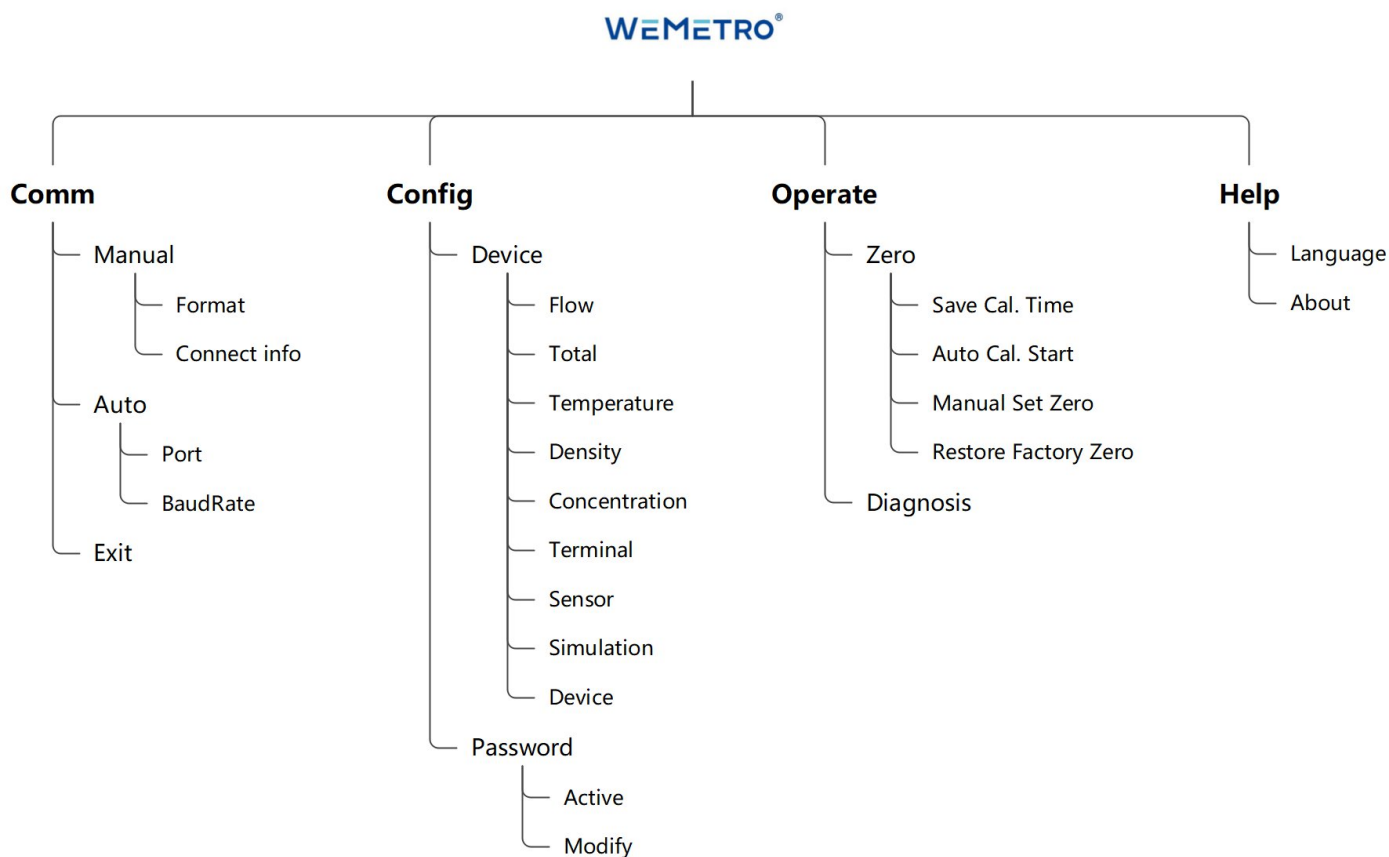 WEMETRO®
Comm
Manual
Format
Connect info
Auto
Port
BaudRate
Exit
Config
Device
Flow
Total
Temperature
Density
Concentration
Terminal
Sensor
Simulation
Device
Password
Active
Modify
Operate
Zero
Save Cal. Time
Auto Cal. Start
Manual Set Zero
Restore Factory Zero
Diagnosis
Help
Language
About